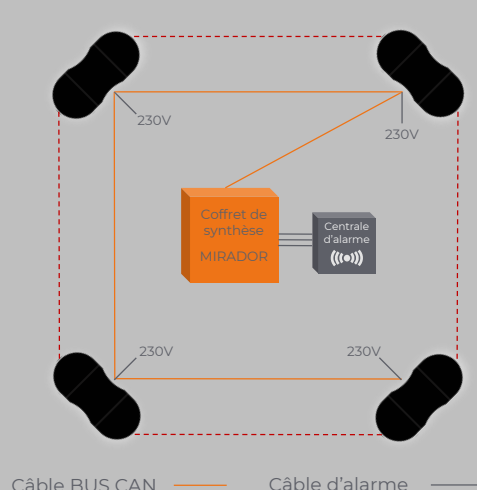 230V
230V
Coffret de
synthèse
MIRADOR
Centrale
d'alarme
230V
230V
Câble BUS CAN
Câble d'alarme